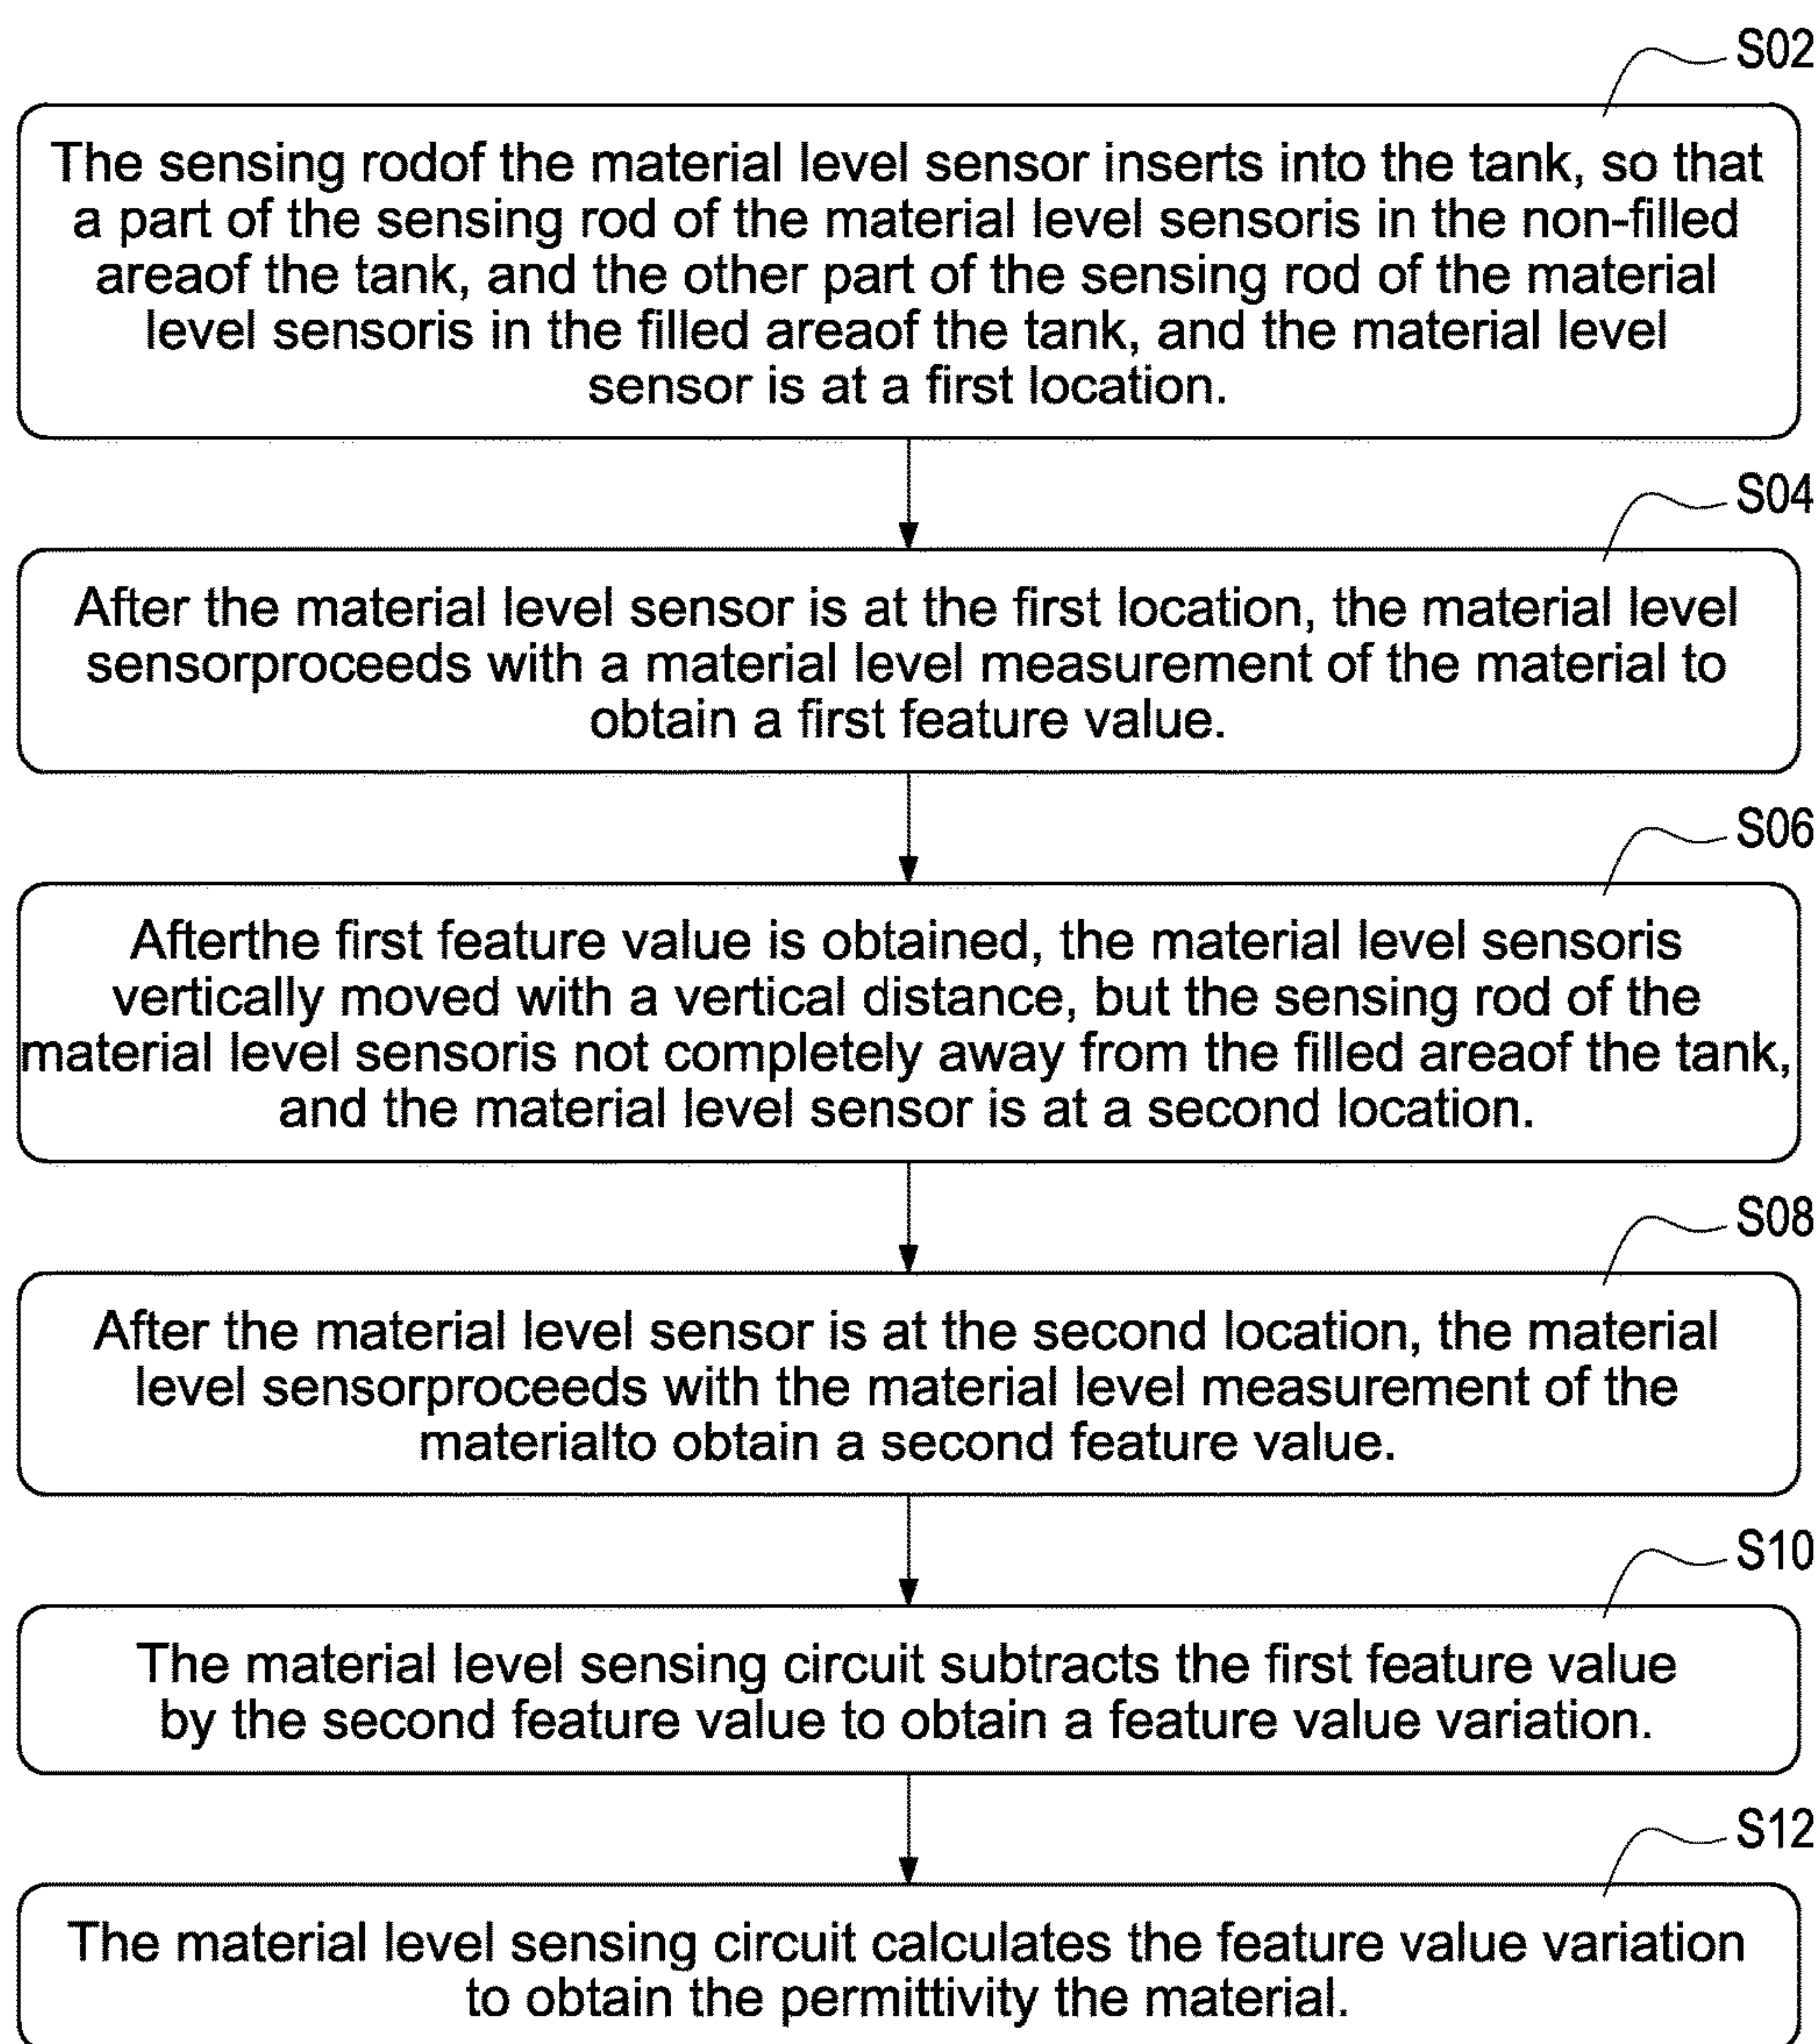 S02
The sensing rodof the material level sensor inserts into the tank, so that
a part of the sensing rod of the material level sensoris in the non-filled
areaof the tank, and the other part of the sensing rod of the material
level sensoris in the filled areaof the tank, and the material level
sensor is at a first location.
S04
After the material level sensor is at the first location, the material level
sensorproceeds with a material level measurement of the material to
obtain a first feature value.
S06
Afterthe first feature value is obtained, the material level sensoris
vertically moved with a vertical distance, but the sensing rod of the
material level sensoris not completely away from the filled areaof the tank,
and the material level sensor is at a second location.
S08
After the material level sensor is at the second location, the material
level sensorproceeds with the material level measurement of the
materialto obtain a second feature value.
S10
The material level sensing circuit subtracts the first feature value
by the second feature value to obtain a feature value variation.
S12
The material level sensing circuit calculates the feature value variation
to obtain the permittivity the material.